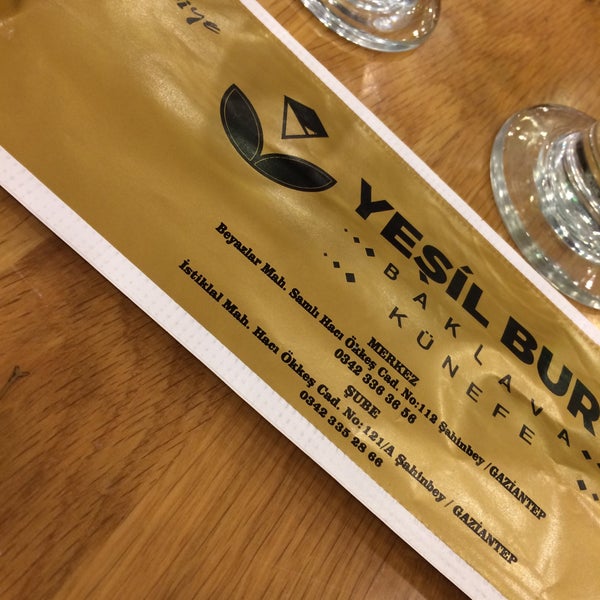 YEŞİL BUR
BAKLAVA
KÜNEFE
MERKEZ
Beyazlar Mah. Samlı Hacı Özkeş Cad. No:112 Şahinbey /GAZİANTEP
0342 336 36 56
ŞUBE
İstiklal Mah. Hacı Ökkeş Cad. No:121/A Şahinbey / GAZİANTEP
0342 335 28 66